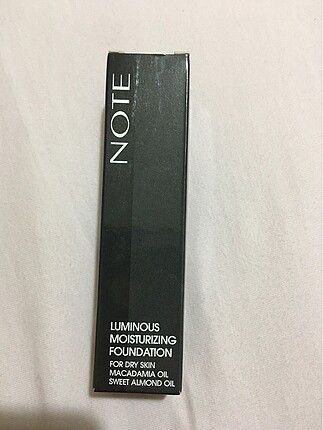 NOTE
LUMINOUS
MOISTURIZING
FOUNDATION
FOR DRY SKIN
MACADAMIA OIL
SWEET ALMOND OIL